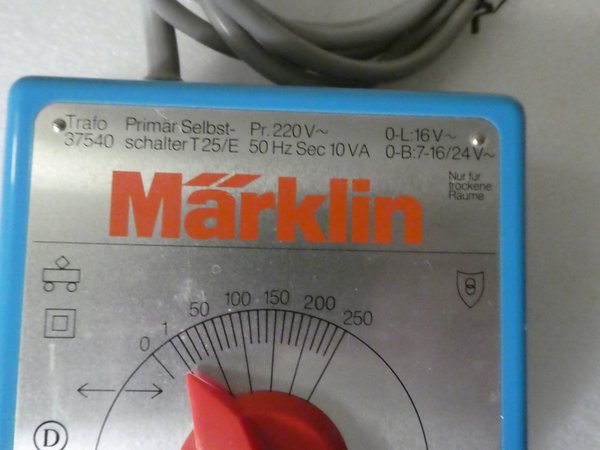 Trafo Primär Selbst- Pr. 220 V~ 0-L:16 V~
37540 schalter T 25/E 50 Hz Sec 10 VA 0-B:7-16/24 V~
Nur für
trockene
Räume
Märklin
0 1 50 100 150 200 250
D